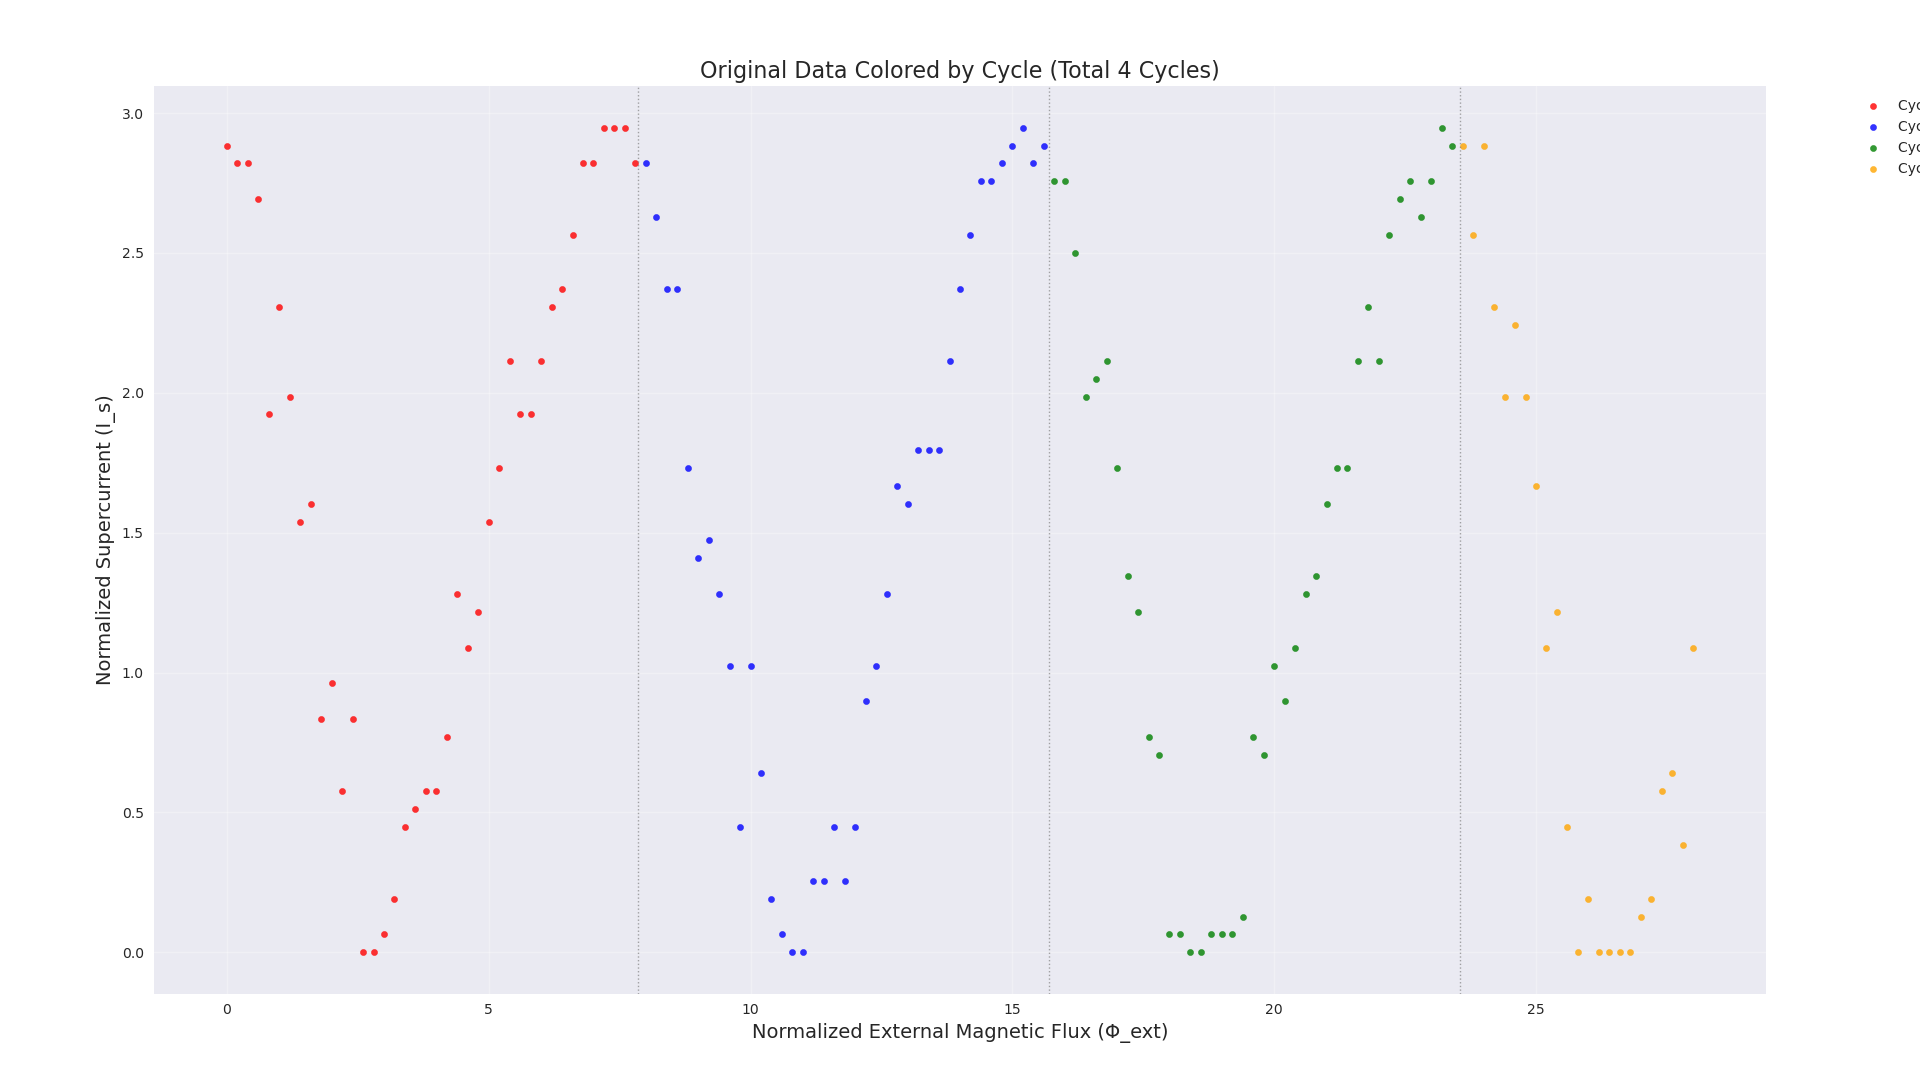 Original Data Colored by Cycle (Total 4 Cycles)
3.0
2.5
2.0
1.5
1.0
0.5
0.0
Normalized Supercurrent (I_s)
0 5 10 15 20 25
Normalized External Magnetic Flux (Φ_ext)
Cyc
Cyc
Cyc
Cyc